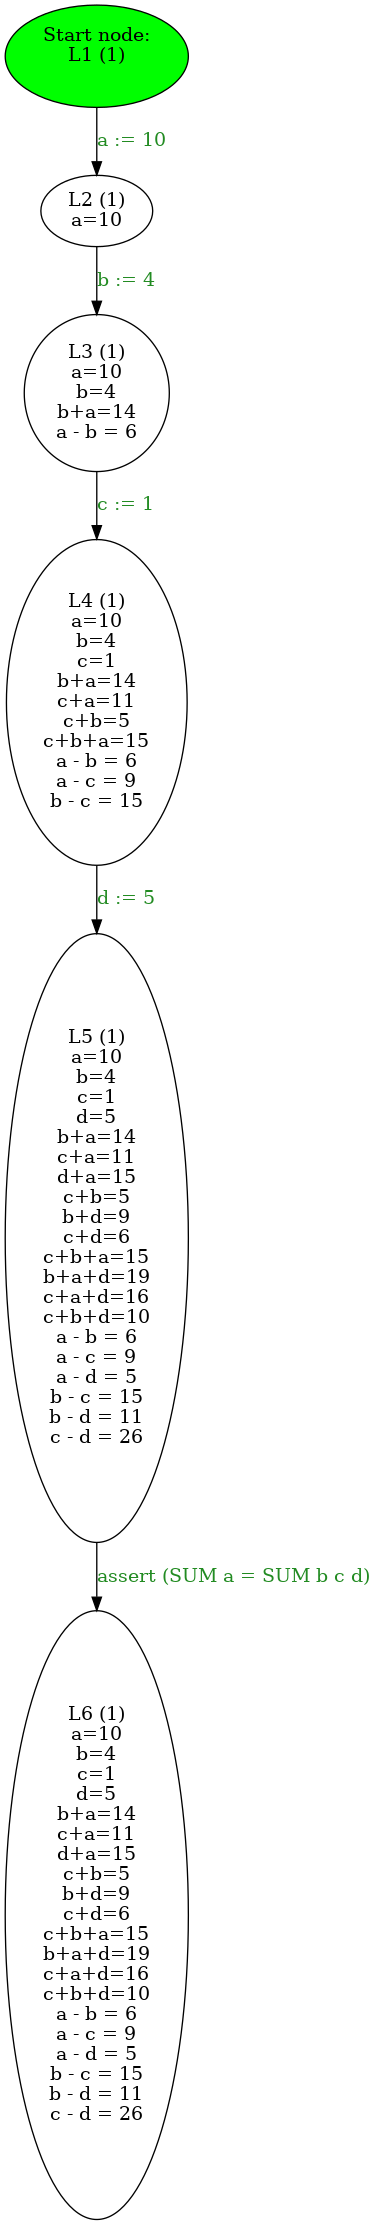 Start node:
L1 (1)
a := 10
L2 (1)
a=10
b := 4
L3 (1)
a=10
b=4
b+a=14
a - b = 6
c := 1
L4 (1)
a=10
b=4
c=1
b+a=14
c+a=11
c+b=5
c+b+a=15
a - b = 6
a - c = 9
b - c = 15
d := 5
L5 (1)
a=10
b=4
c=1
d=5
b+a=14
c+a=11
d+a=15
c+b=5
b+d=9
c+d=6
c+b+a=15
b+a+d=19
c+a+d=16
c+b+d=10
a - b = 6
a - c = 9
a - d = 5
b - c = 15
b - d = 11
c - d = 26
assert (SUM a = SUM b c d)
L6 (1)
a=10
b=4
c=1
d=5
b+a=14
c+a=11
d+a=15
c+b=5
b+d=9
c+d=6
c+b+a=15
b+a+d=19
c+a+d=16
c+b+d=10
a - b = 6
a - c = 9
a - d = 5
b - c = 15
b - d = 11
c - d = 26